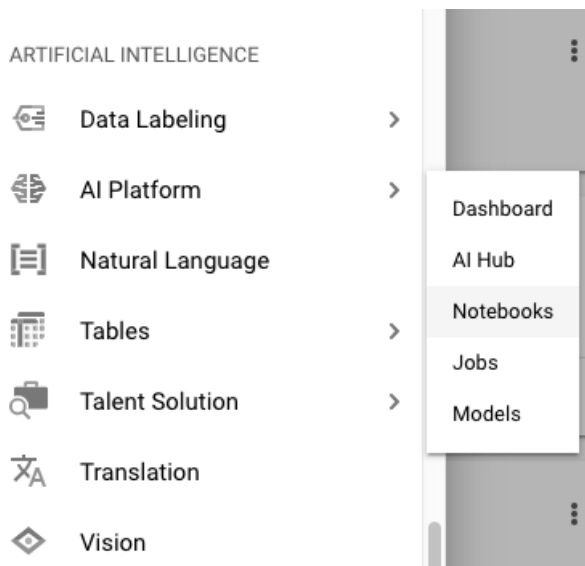 ARTIFICIAL INTELLIGENCE
Data Labeling
AI Platform
Natural Language
Tables
Talent Solution
Translation
Vision
Dashboard
AI Hub
Notebooks
Jobs
Models